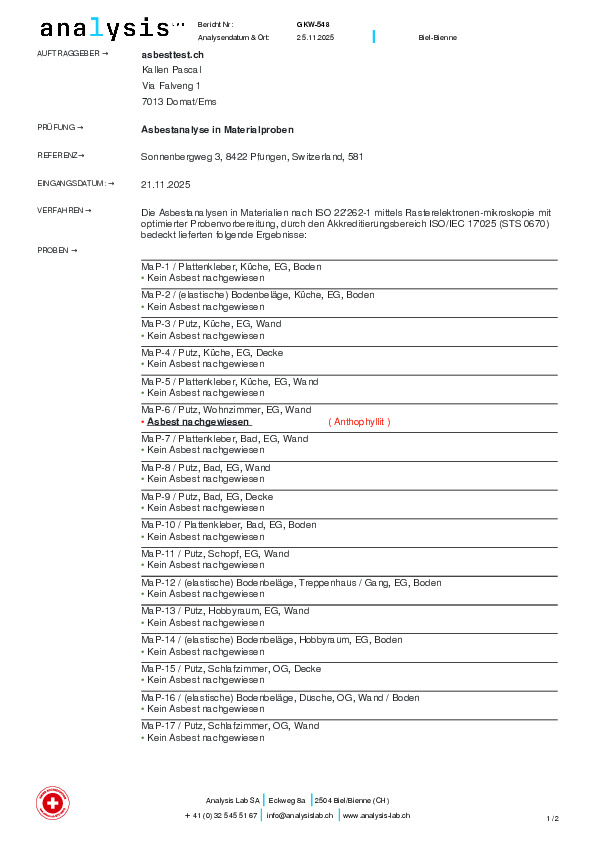 analysis
Bericht Nr: GKW-548
Analysendatum & Ort: 25.11.2025 Biel-Bienne
AUFTRAGGEBER → asbesttest.ch
Kallen Pascal
Via Falveng 1
7013 Domat/Ems
PRÜFUNG → Asbestanalyse in Materialproben
REFERENZ → Sonnenbergweg 3, 8422 Pfungen, Switzerland, 581
EINGANGSDATUM: → 21.11.2025
VERFAHREN → Die Asbestanalysen in Materialien nach ISO 22'262-1 mittels Rasterelektronen-mikroskopie mit
optimierter Probenvorbereitung, durch den Akkreditierungsbereich ISO/IEC 17'025 (STS 0670)
bedeckt lieferten folgende Ergebnisse:
PROBEN →
MaP-1 / Plattenkleber, Küche, EG, Boden
• Kein Asbest nachgewiesen
MaP-2 / (elastische) Bodenbeläge, Küche, EG, Boden
• Kein Asbest nachgewiesen
MaP-3 / Putz, Küche, EG, Wand
• Kein Asbest nachgewiesen
MaP-4 / Putz, Küche, EG, Decke
• Kein Asbest nachgewiesen
MaP-5 / Plattenkleber, Küche, EG, Wand
• Kein Asbest nachgewiesen
MaP-6 / Putz, Wohnzimmer, EG, Wand
• Asbest nachgewiesen ( Anthophyllit )
MaP-7 / Plattenkleber, Bad, EG, Wand
• Kein Asbest nachgewiesen
MaP-8 / Putz, Bad, EG, Wand
• Kein Asbest nachgewiesen
MaP-9 / Putz, Bad, EG, Decke
• Kein Asbest nachgewiesen
MaP-10 / Plattenkleber, Bad, EG, Boden
• Kein Asbest nachgewiesen
MaP-11 / Putz, Schopf, EG, Wand
• Kein Asbest nachgewiesen
MaP-12 / (elastische) Bodenbeläge, Treppenhaus / Gang, EG, Boden
• Kein Asbest nachgewiesen
MaP-13 / Putz, Hobbyraum, EG, Wand
• Kein Asbest nachgewiesen
MaP-14 / (elastische) Bodenbeläge, Hobbyraum, EG, Boden
• Kein Asbest nachgewiesen
MaP-15 / Putz, Schlafzimmer, OG, Decke
• Kein Asbest nachgewiesen
MaP-16 / (elastische) Bodenbeläge, Dusche, OG, Wand / Boden
• Kein Asbest nachgewiesen
MaP-17 / Putz, Schlafzimmer, OG, Wand
• Kein Asbest nachgewiesen
Analysis Lab SA | Eckweg 8a | 2504 Biel/Bienne (CH)
+ 41 (0) 32 545 51 67 | info@analysislab.ch | www.analysis-lab.ch
1 / 2